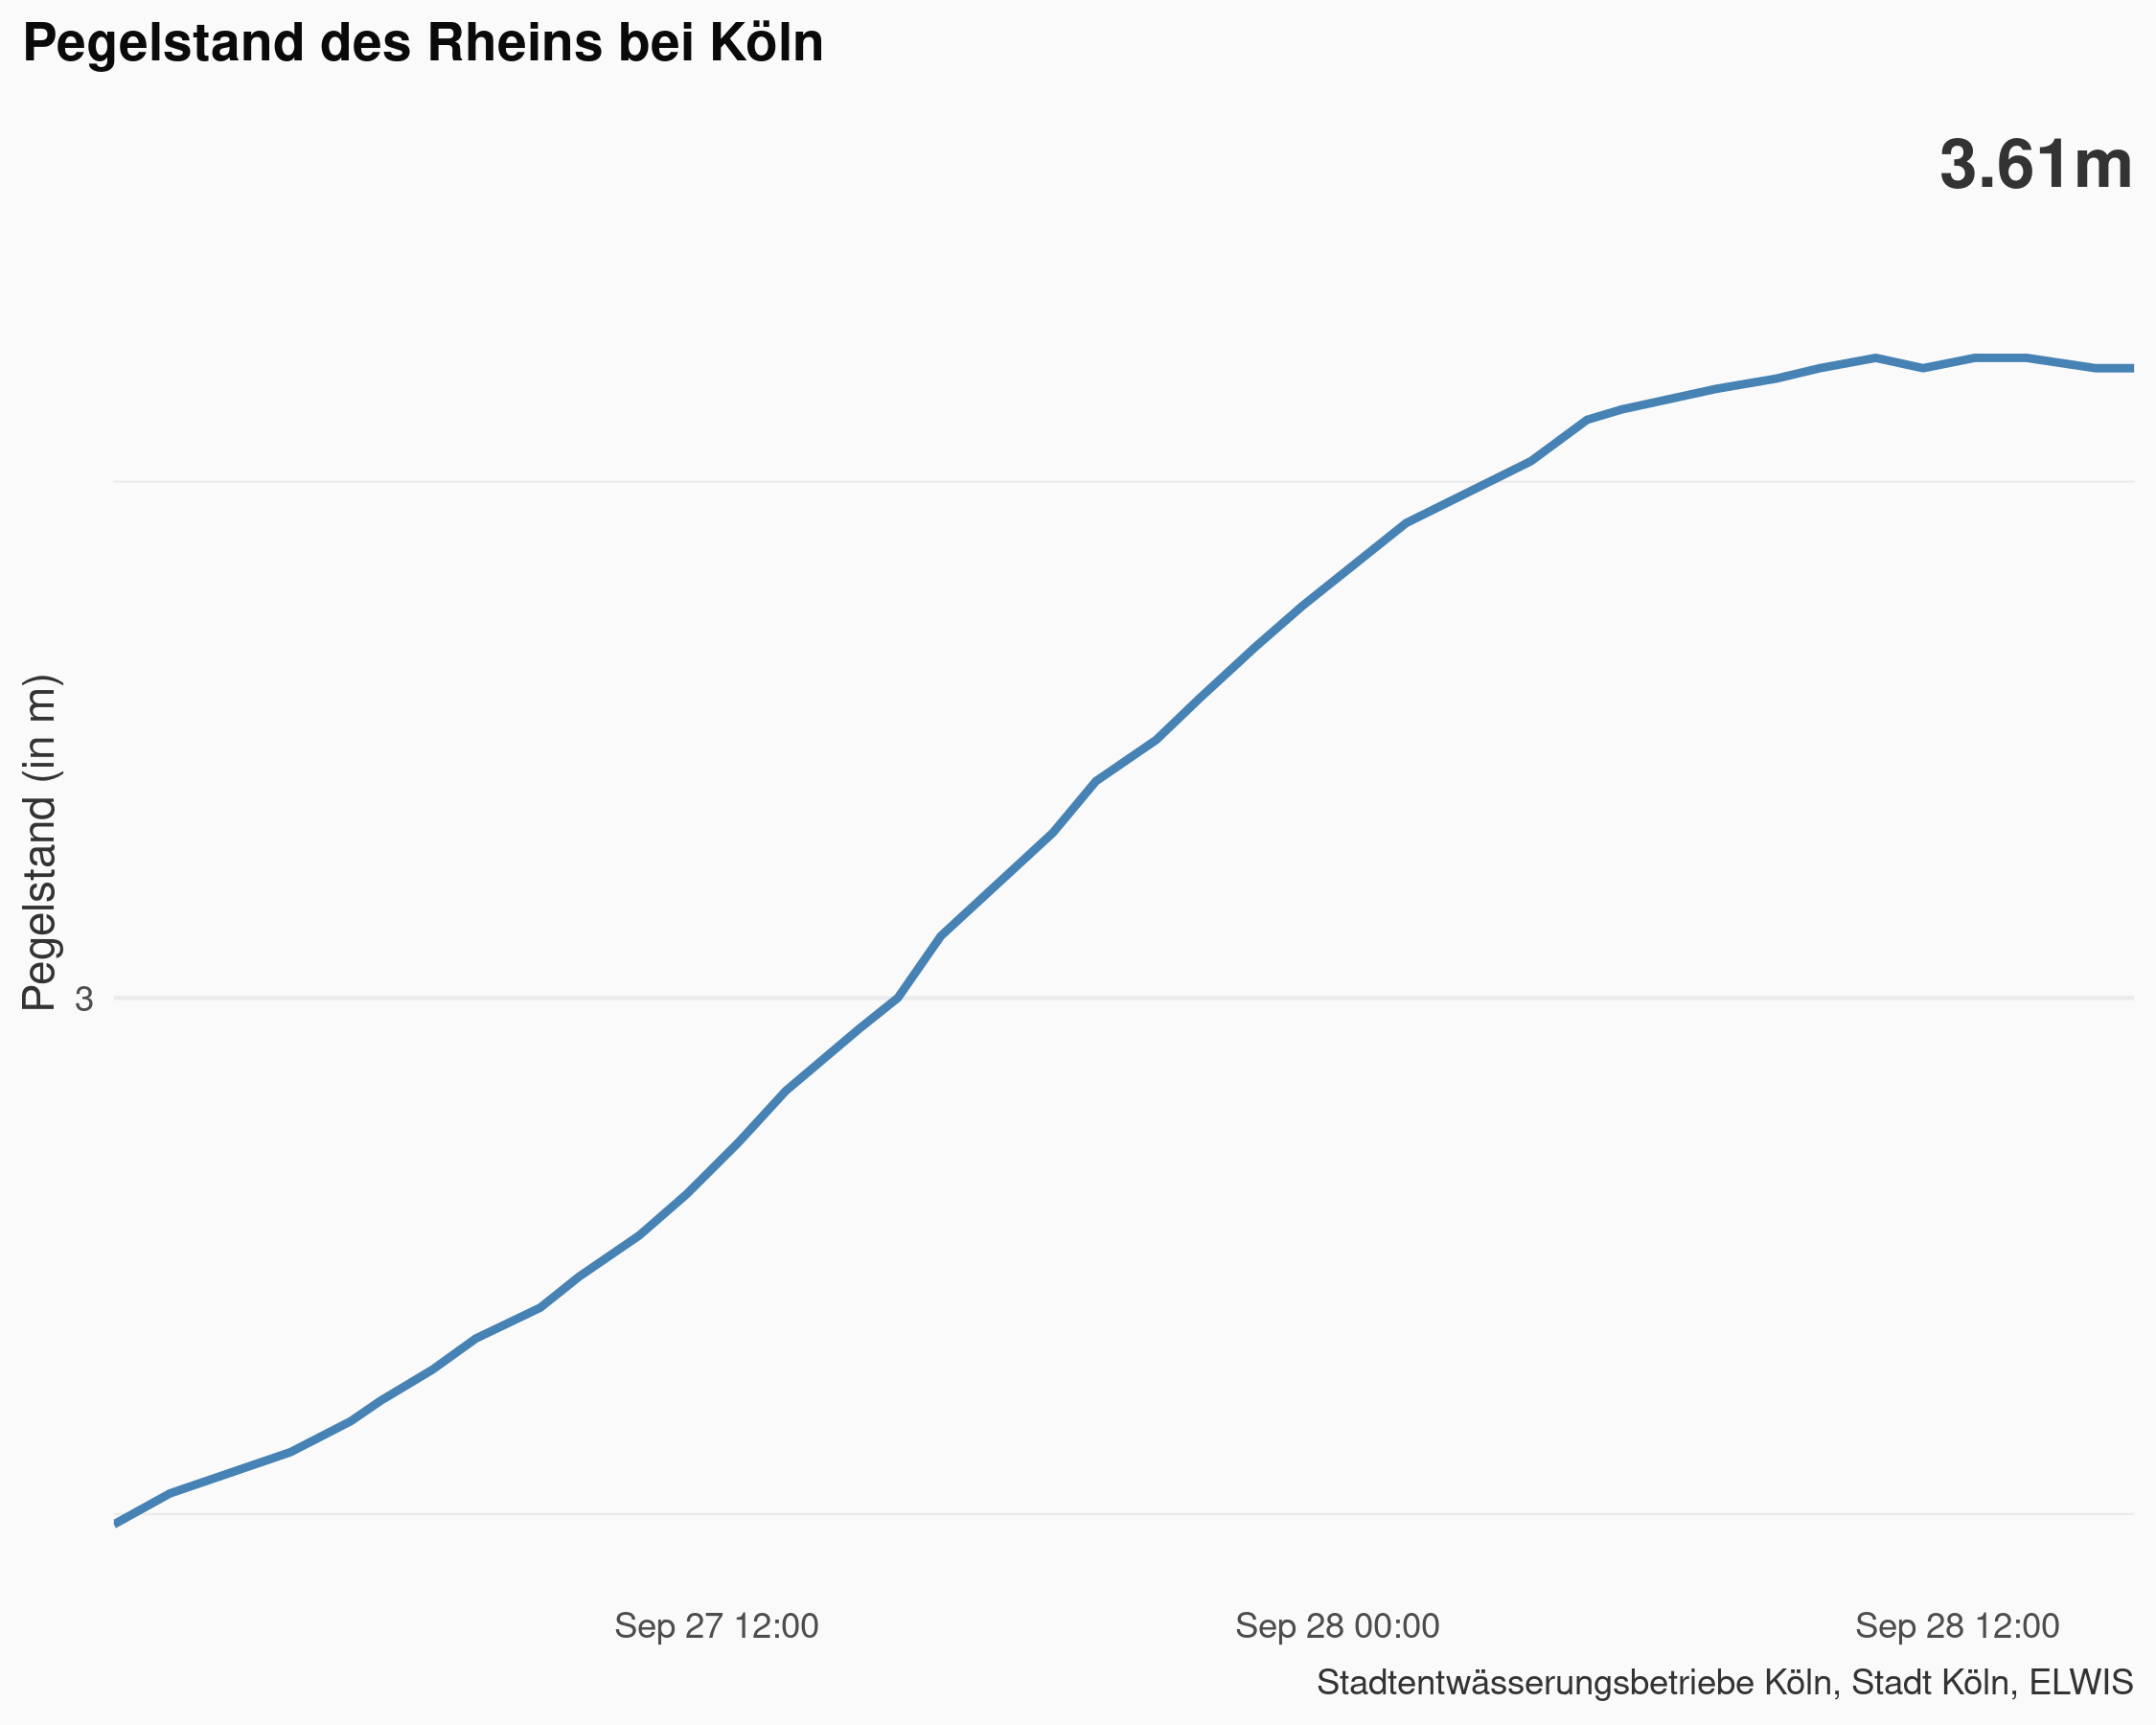 Pegelstand des Rheins bei Köln
3.61m
Pegelstand (in m)
3
Sep 27 12:00
Sep 28 00:00
Sep 28 12:00
Stadtentwässerungsbetriebe Köln, Stadt Köln, ELWIS